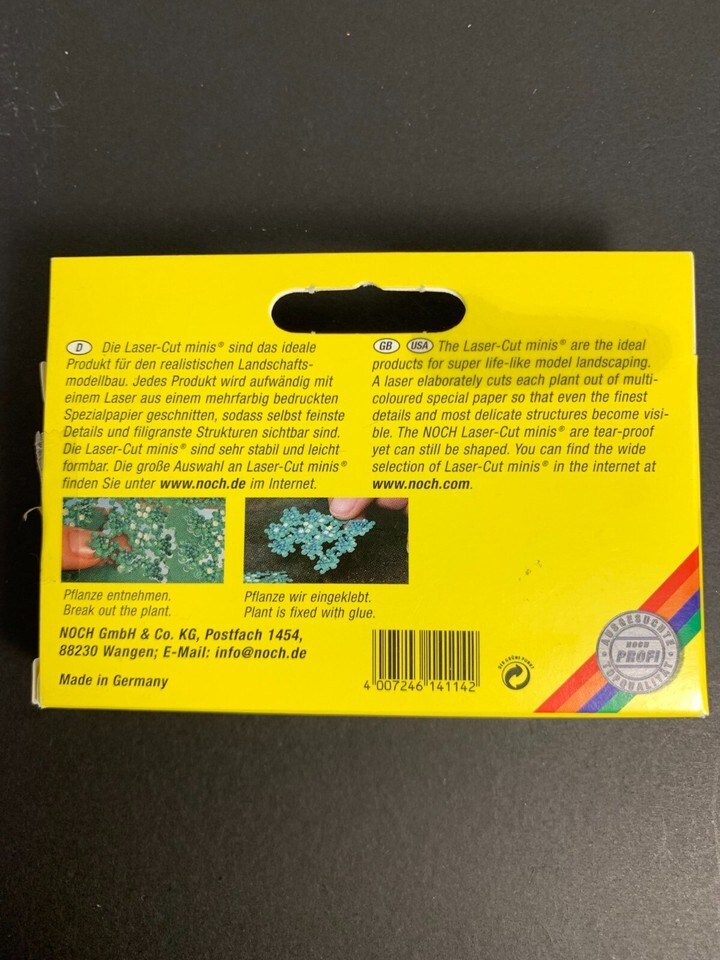 D Die Laser-Cut minis® sind das ideale
Produkt für den realistischen Landschafts-
modellbau. Jedes Produkt wird aufwändig mit
einem Laser aus einem mehrfarbig bedruckten
Spezialpapier geschnitten, sodass selbst feinste
Details und filigranste Strukturen sichtbar sind.
Die Laser-Cut minis® sind sehr stabil und leicht
formbar. Die große Auswahl an Laser-Cut minis®
finden Sie unter www.noch.de im Internet.
GB USA The Laser-Cut minis® are the ideal
products for super life-like model landscaping.
A laser elaborately cuts each plant out of multi-
coloured special paper so that even the finest
details and most delicate structures become visi-
ble. The NOCH Laser-Cut minis® are tear-proof
yet can still be shaped. You can find the wide
selection of Laser-Cut minis® in the internet at
www.noch.com.
Pflanze entnehmen.
Break out the plant.
Pflanze wir eingeklebt.
Plant is fixed with glue.
NOCH GmbH & Co. KG, Postfach 1454,
88230 Wangen; E-Mail: info@noch.de
Made in Germany
4 007246 141142
DER GRÜNE PUNKT
AUSGESUCHTE
NOCH
PROFI
TOPQUALITÄT